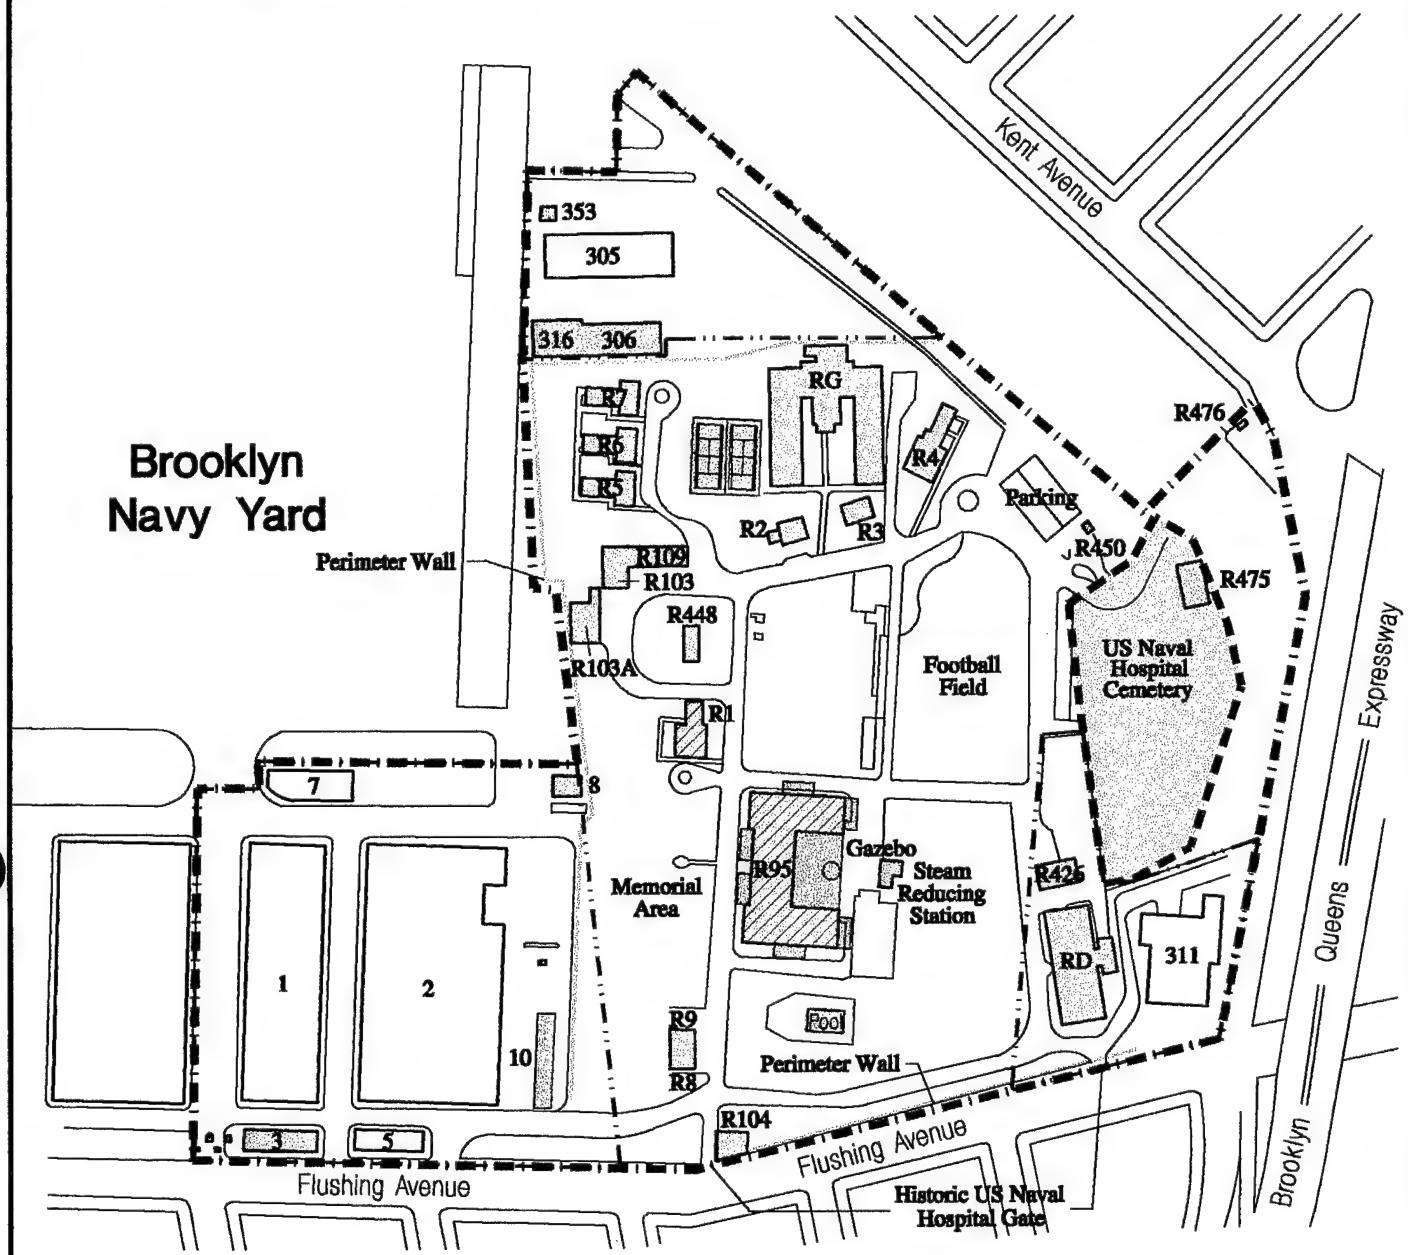 Kent Avenue
353
305
316
306
RG
R7
R6
R5
R4
R476
Brooklyn
Navy Yard
Parking
R2
R3
R109
R450
Perimeter Wall
R103
R475
R448
US Naval
Hospital
Cemetery
R103A
Football
Field
Expressway
R1
7
8
Gazebo
R95
R426
Steam
Reducing
Station
Memorial
Area
Queens
1
2
RD
311
R9
Pool
10
Perimeter Wall
R8
R104
3
5
Flushing Avenue
Flushing Avenue
Brooklyn
Historic US Naval
Hospital Gate